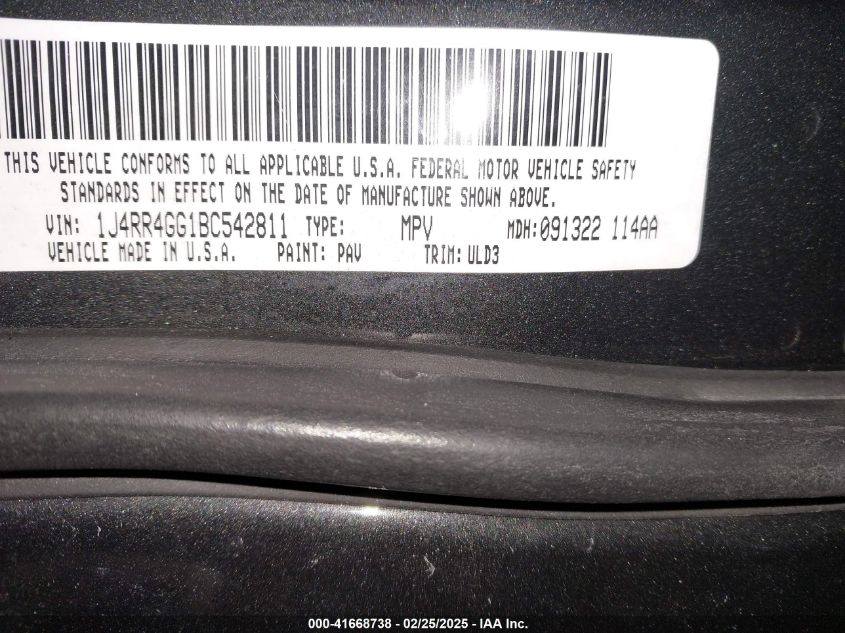 THIS VEHICLE CONFORMS TO ALL APPLICABLE U.S.A. FEDERAL MOTOR VEHICLE SAFETY
STANDARDS IN EFFECT ON THE DATE OF MANUFACTURE SHOWN ABOVE.
VIN: 1J4RR4GG1BC542811 TYPE: MPV MDH:091322 114AA
VEHICLE MADE IN U.S.A. PAINT: PAV TRIM: ULD3
000-41668738 - 02/25/2025 - IAA Inc.